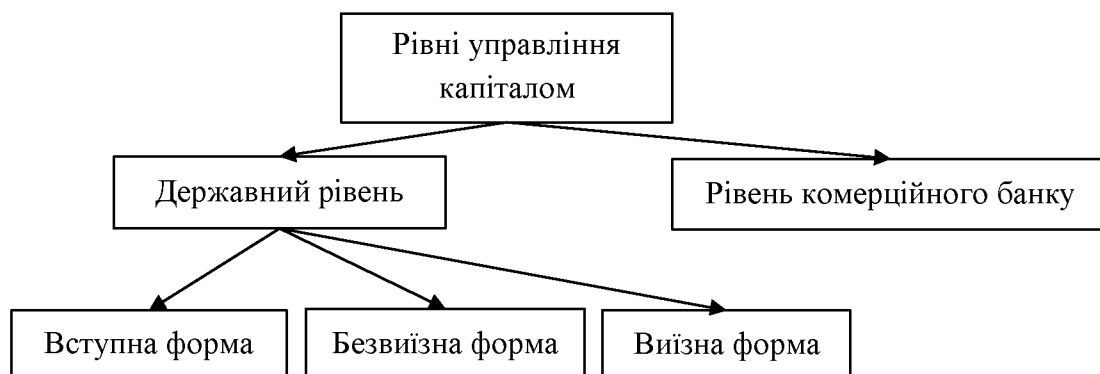 Рівні управління
капіталом
Державний рівень
Рівень комерційного банку
Вступна форма
Безвиїзна форма
Виїзна форма